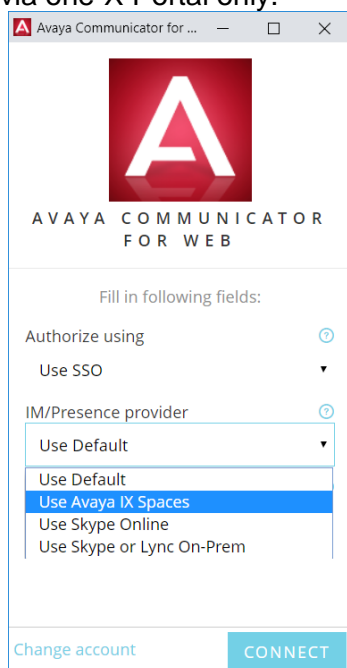 via one-X Portal only.
Avaya Communicator for ...
AVAYA COMMUNICATOR
FOR WEB
Fill in following fields:
Authorize using
Use SSO
IM/Presence provider
Use Default
Use Default
Use Avaya IX Spaces
Use Skype Online
Use Skype or Lync On-Prem
Change account
CONNECT